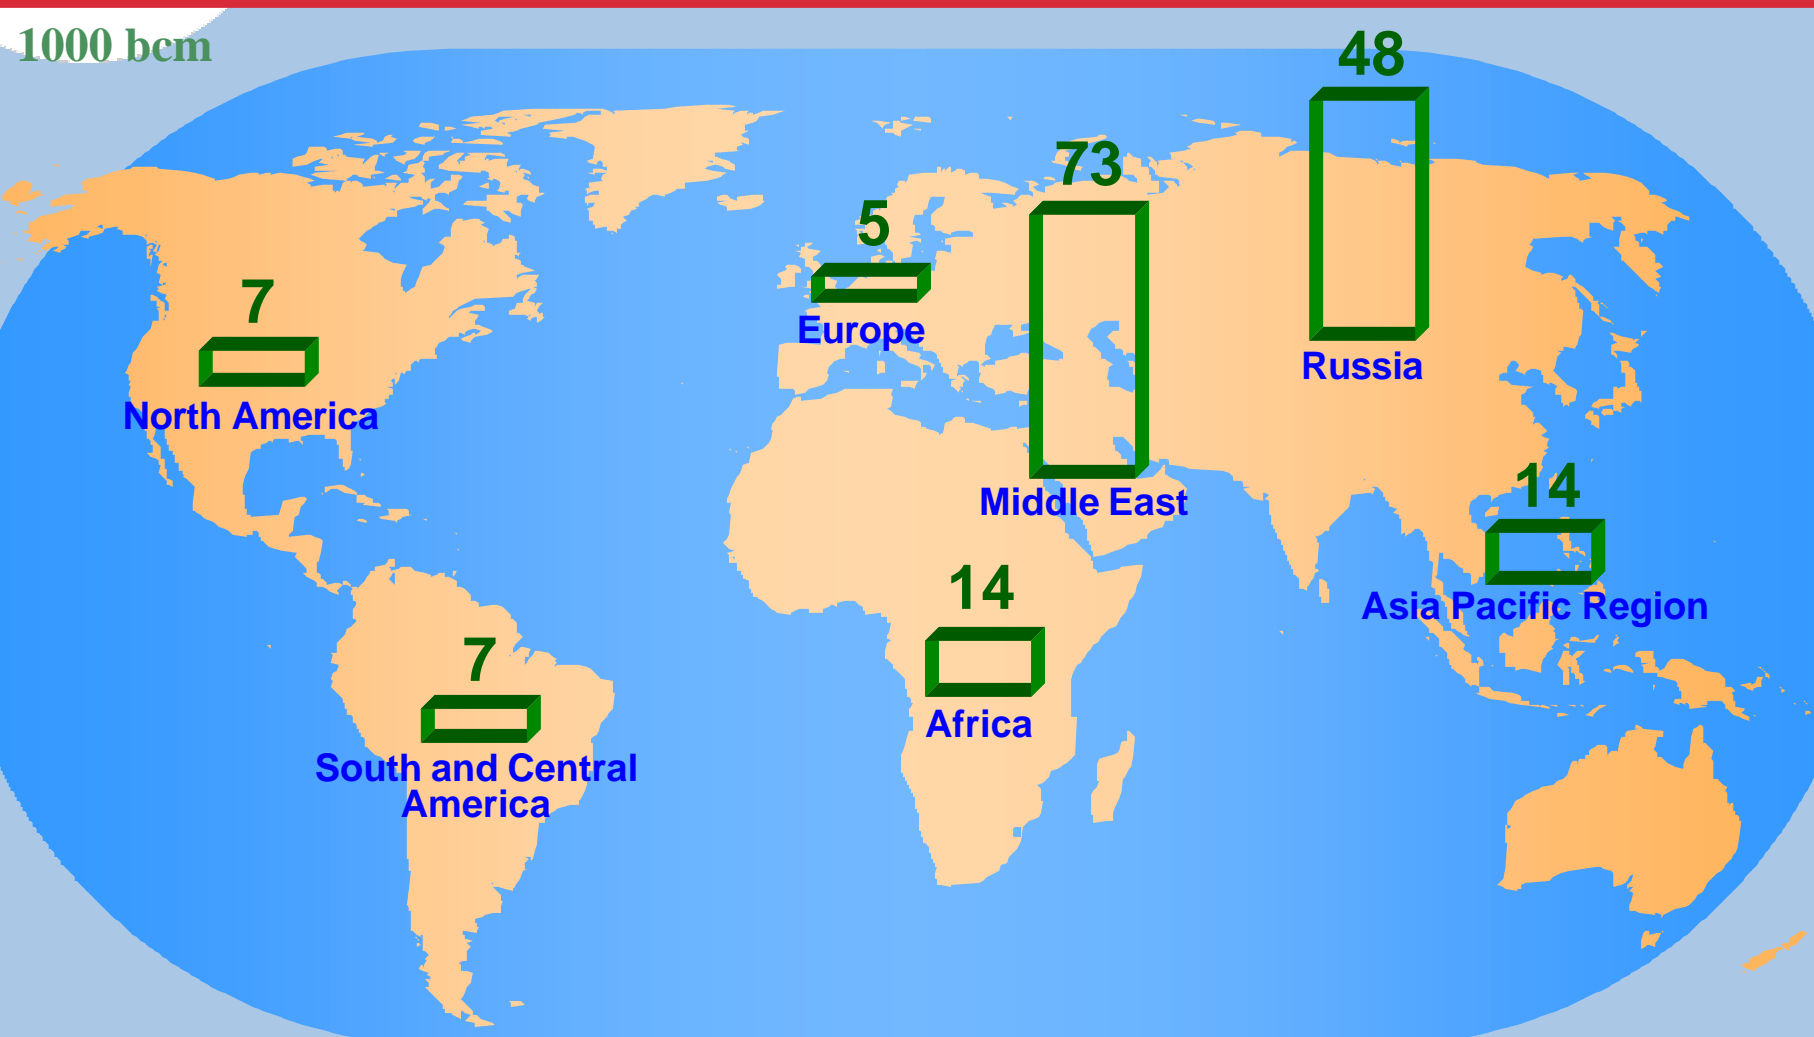 1000 bcm
48
73
5
Europe
7
North America
Russia
Middle East
14
Asia Pacific Region
14
Africa
7
South and Central
America